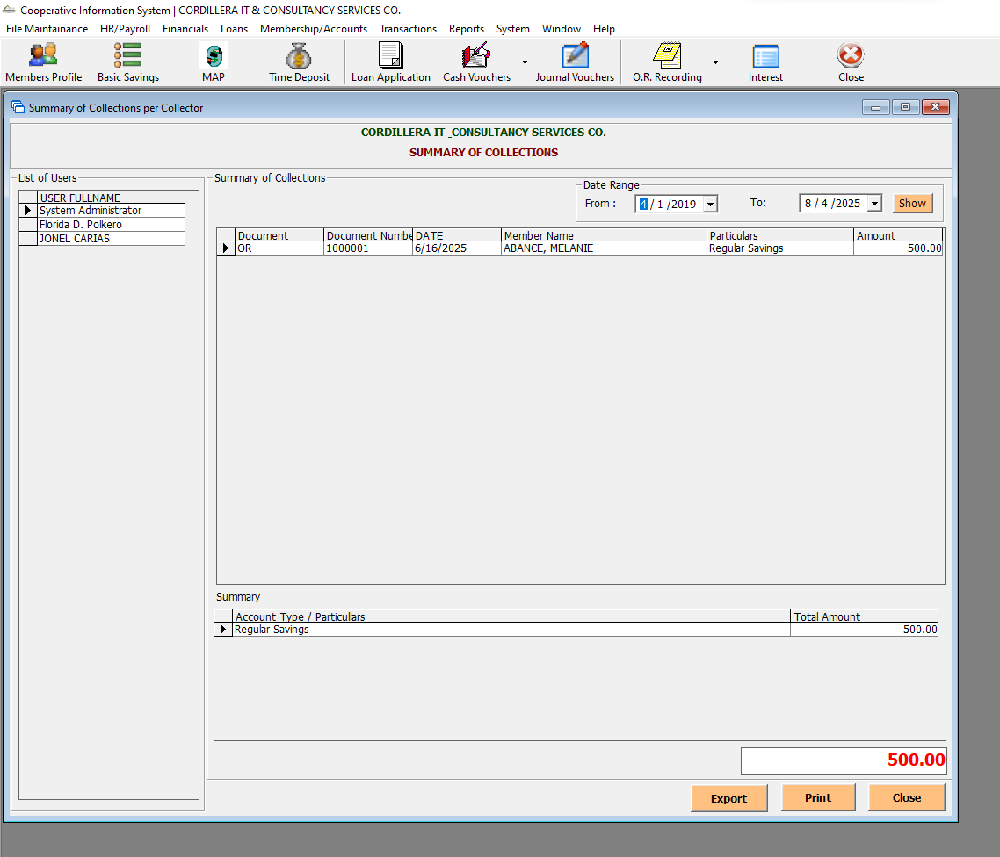 Cooperative Information System | CORDILLERA IT & CONSULTANCY SERVICES CO.
File Maintainance HR/Payroll Financials Loans Membership/Accounts Transactions Reports System Window Help
Members Profile Basic Savings MAP Time Deposit Loan Application Cash Vouchers Journal Vouchers O.R. Recording Interest Close
Summary of Collections per Collector
CORDILLERA IT _CONSULTANCY SERVICES CO.
SUMMARY OF COLLECTIONS
List of Users
USER FULLNAME
System Administrator
Florida D. Polkero
JONEL CARIAS
Summary of Collections
Date Range
From : 4 / 1 /2019 To: 8 / 4 /2025 Show
Document Document Numbe DATE Member Name Particulars Amount
OR 1000001 6/16/2025 ABANCE, MELANIE Regular Savings 500.00
Summary
Account Type / Particullars Total Amount
Regular Savings 500.00
500.00
Export Print Close